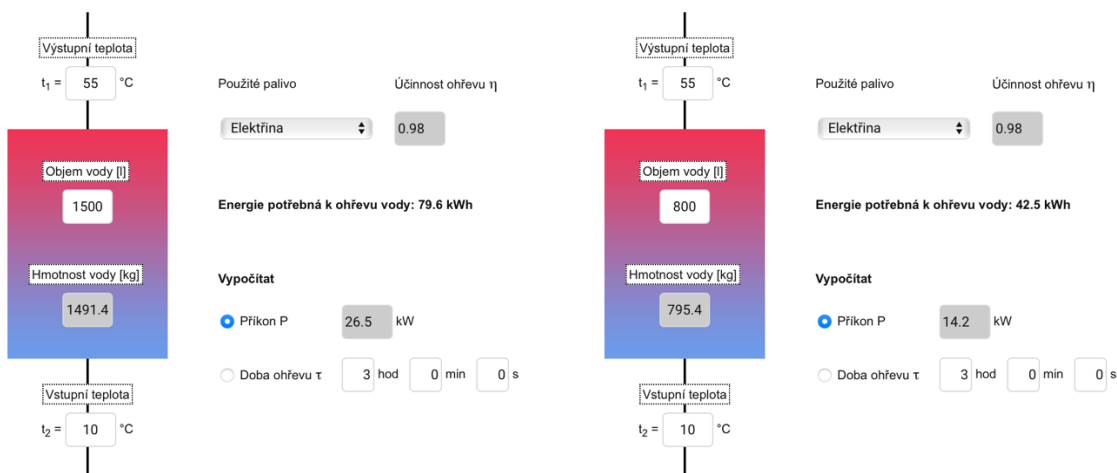 Výstupní teplota
t1 = 55 °C
Použité palivo
Účinnost ohřevu η
Elektřina
0.98
Objem vody [l]
1500
Energie potřebná k ohřevu vody: 79.6 kWh
Hmotnost vody [kg]
1491.4
Vypočítat
Příkon P 26.5 kW
Doba ohřevu τ 3 hod 0 min 0 s
Vstupní teplota
t2 = 10 °C
Výstupní teplota
t1 = 55 °C
Použité palivo
Účinnost ohřevu η
Elektřina
0.98
Objem vody [l]
800
Energie potřebná k ohřevu vody: 42.5 kWh
Hmotnost vody [kg]
795.4
Vypočítat
Příkon P 14.2 kW
Doba ohřevu τ 3 hod 0 min 0 s
Vstupní teplota
t2 = 10 °C